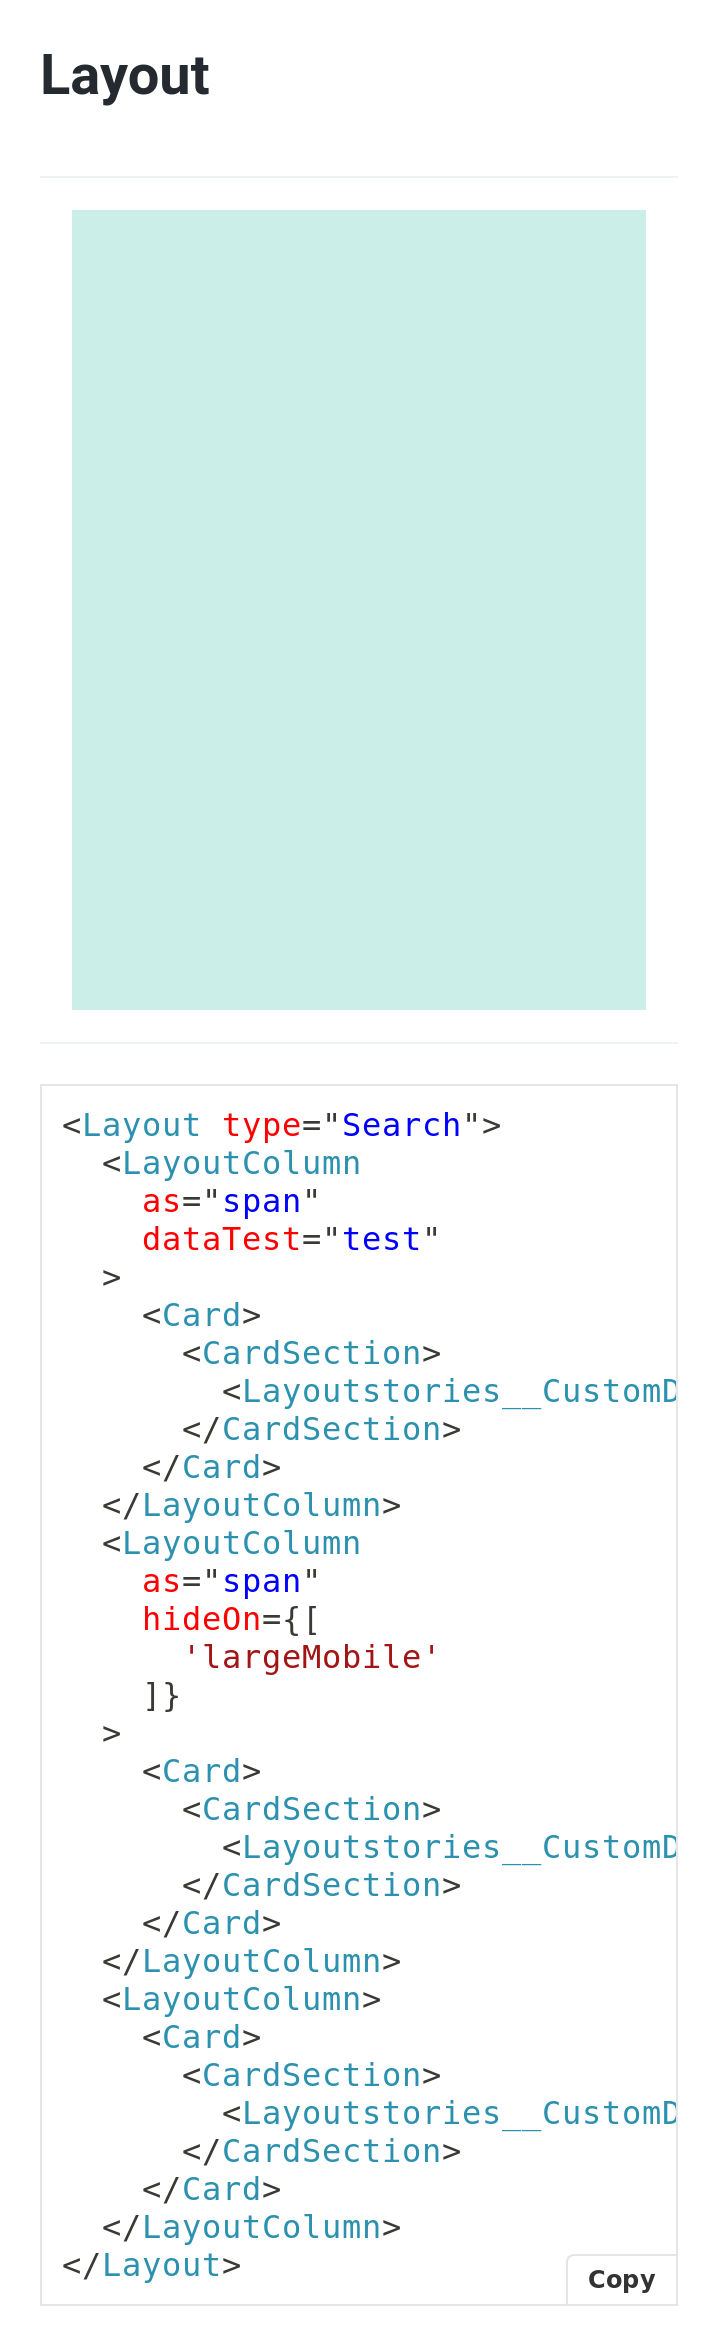 Layout
<Layout type="Search">
  <LayoutColumn
    as="span"
    dataTest="test"
  >
    <Card>
      <CardSection>
        <Layoutstories__CustomD
      </CardSection>
    </Card>
  </LayoutColumn>
  <LayoutColumn
    as="span"
    hideOn={[
      'largeMobile'
    ]}
  >
    <Card>
      <CardSection>
        <Layoutstories__CustomD
      </CardSection>
    </Card>
  </LayoutColumn>
  <LayoutColumn>
    <Card>
      <CardSection>
        <Layoutstories__CustomD
      </CardSection>
    </Card>
  </LayoutColumn>
</Layout>
Copy